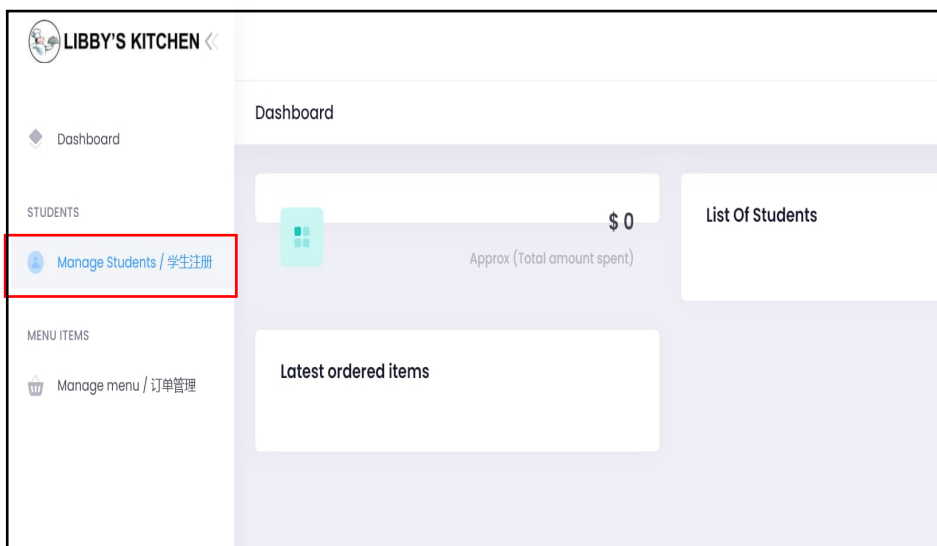 LIBBY'S KITCHEN
Dashboard
STUDENTS
Manage Students / 学生注册
MENU ITEMS
Manage menu / 订单管理
Dashboard
$ 0
Approx (Total amount spent)
List Of Students
Latest ordered items